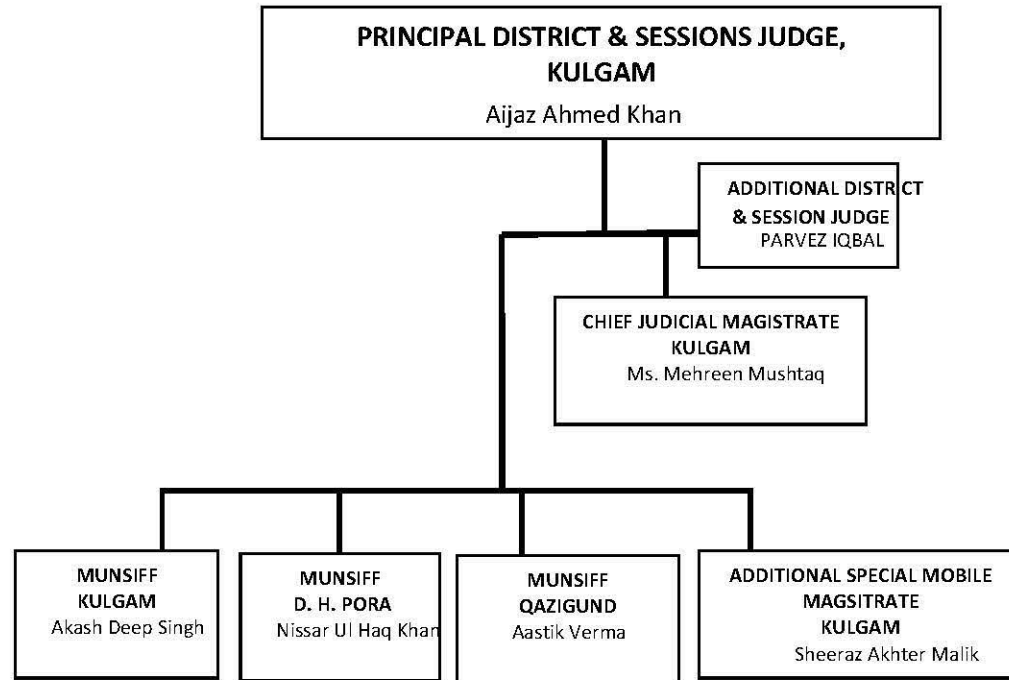 PRINCIPAL DISTRICT & SESSIONS JUDGE,
KULGAM
Aijaz Ahmed Khan
ADDITIONAL DISTRICT
& SESSION JUDGE
PARVEZ IQBAL
CHIEF JUDICIAL MAGISTRATE
KULGAM
Ms. Mehreen Mushtaq
MUNSIFF
KULGAM
Akash Deep Singh
MUNSIFF
D. H. PORA
Nissar Ul Haq Khan
MUNSIFF
QAZIGUND
Aastik Verma
ADDITIONAL SPECIAL MOBILE
MAGSITRATE
KULGAM
Sheeraz Akhter Malik